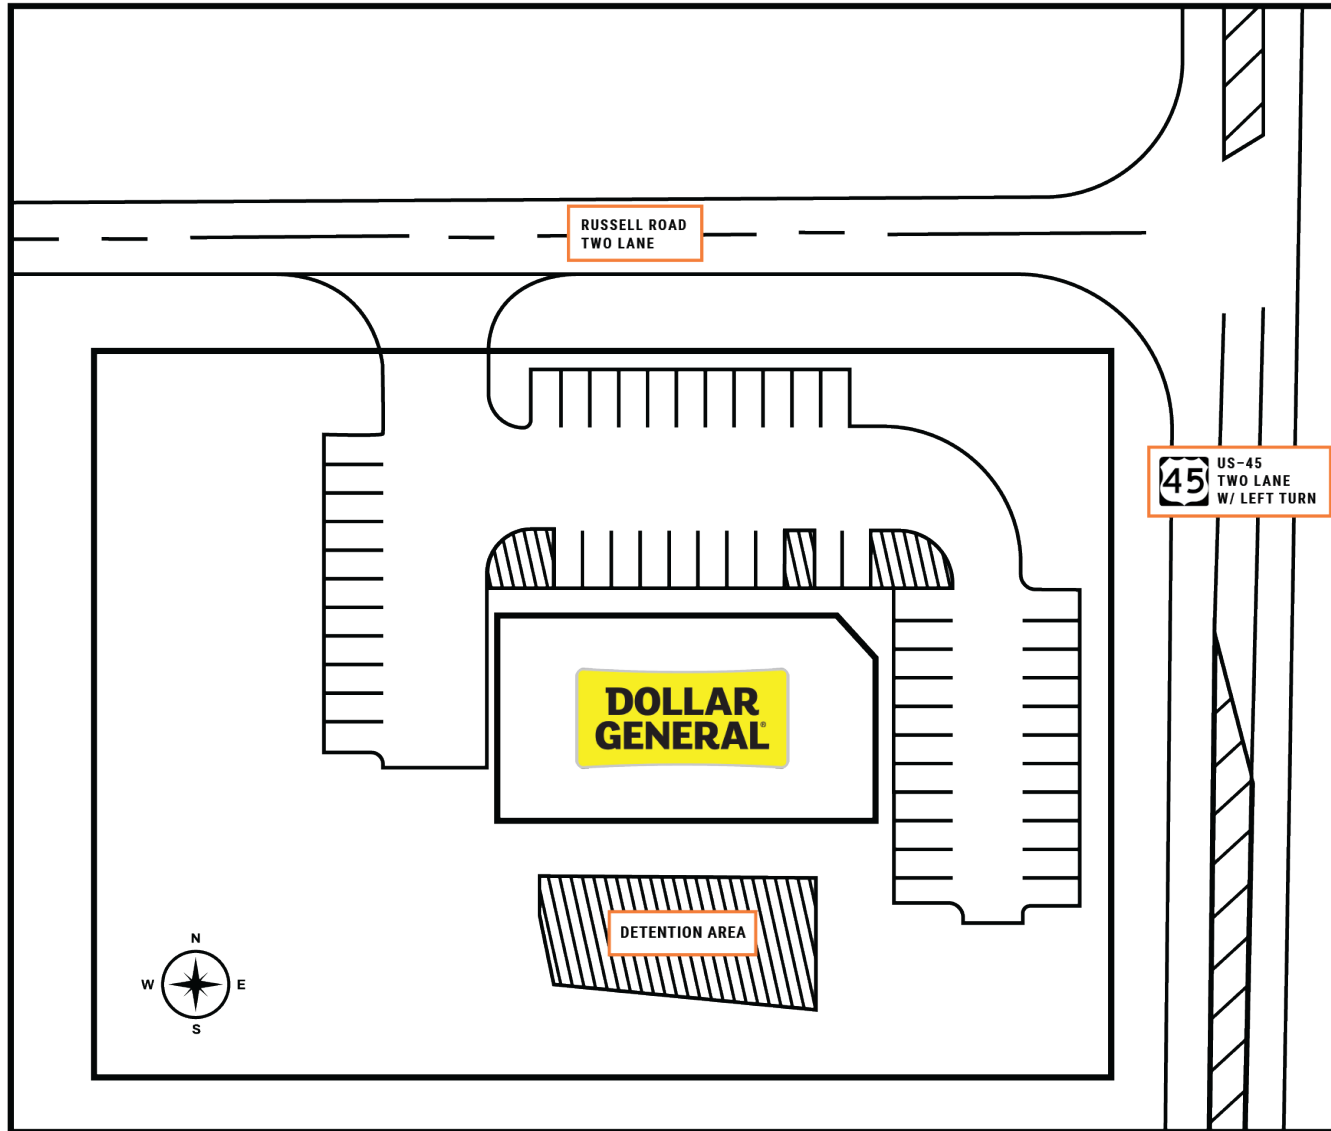 RUSSELL ROAD
TWO LANE
45
US-45
TWO LANE
W/ LEFT TURN
DOLLAR
GENERAL®
DETENTION AREA
N
W
E
S